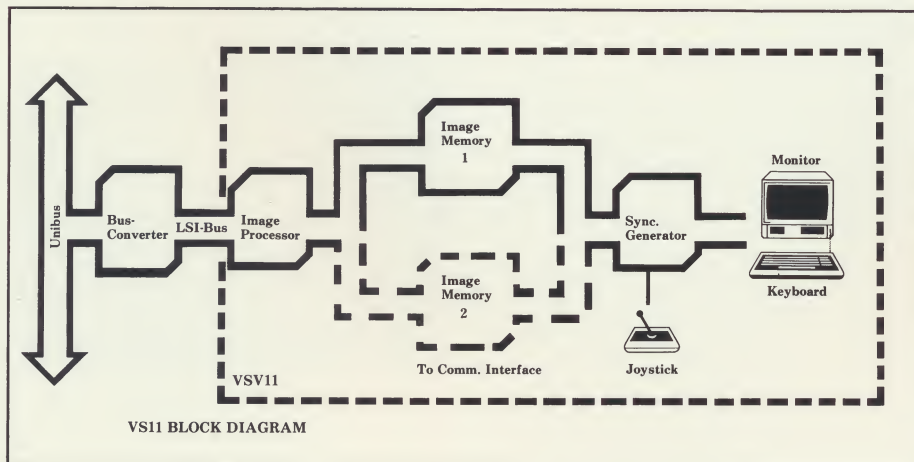 Unibus
Bus-
Converter
LSI-Bus
Image
Processor
Image
Memory
1
Image
Memory
2
To Comm. Interface
Sync.
Generator
Monitor
Keyboard
Joystick
VSV11
VS11 BLOCK DIAGRAM